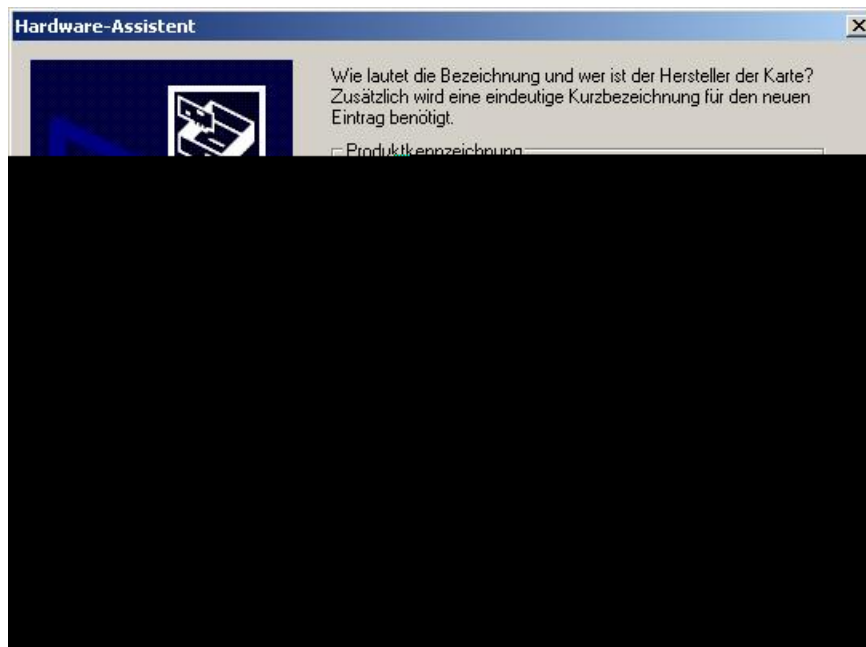 Hardware-Assistent
Wie lautet die Bezeichnung und wer ist der Hersteller der Karte?
Zusätzlich wird eine eindeutige Kurzbezeichnung für den neuen
Eintrag benötigt.
Produktkennzeichnung